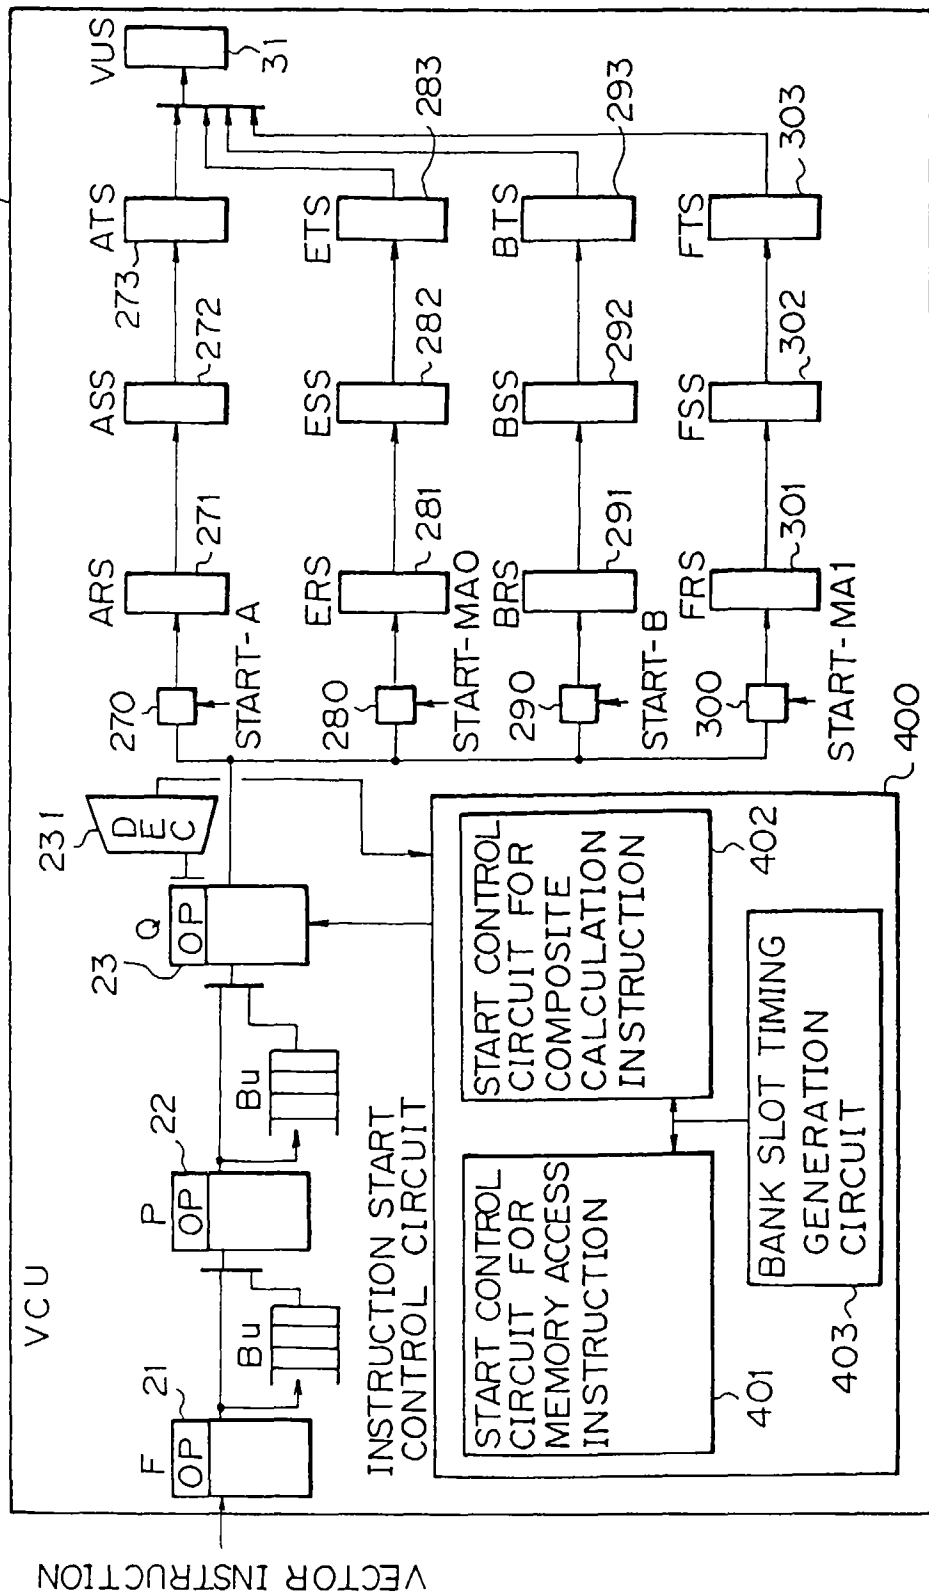 VCU
VECTOR INSTRUCTION
F
21
OP
Bu
P
22
OP
Bu
Q
23
OP
231
DEC
270
START-A
ARS
271
ASS
272
ATS
273
VUS
31
280
START-MA0
ERS
281
ESS
282
ETS
283
290
START-B
BRS
291
BSS
292
BTS
293
300
START-MA1
FRS
301
FSS
302
FTS
303
INSTRUCTION START
CONTROL CIRCUIT
400
START CONTROL
CIRCUIT FOR
MEMORY ACCESS
INSTRUCTION
401
START CONTROL
CIRCUIT FOR
COMPOSITE
CALCULATION
INSTRUCTION
402
BANK SLOT TIMING
GENERATION
CIRCUIT
403